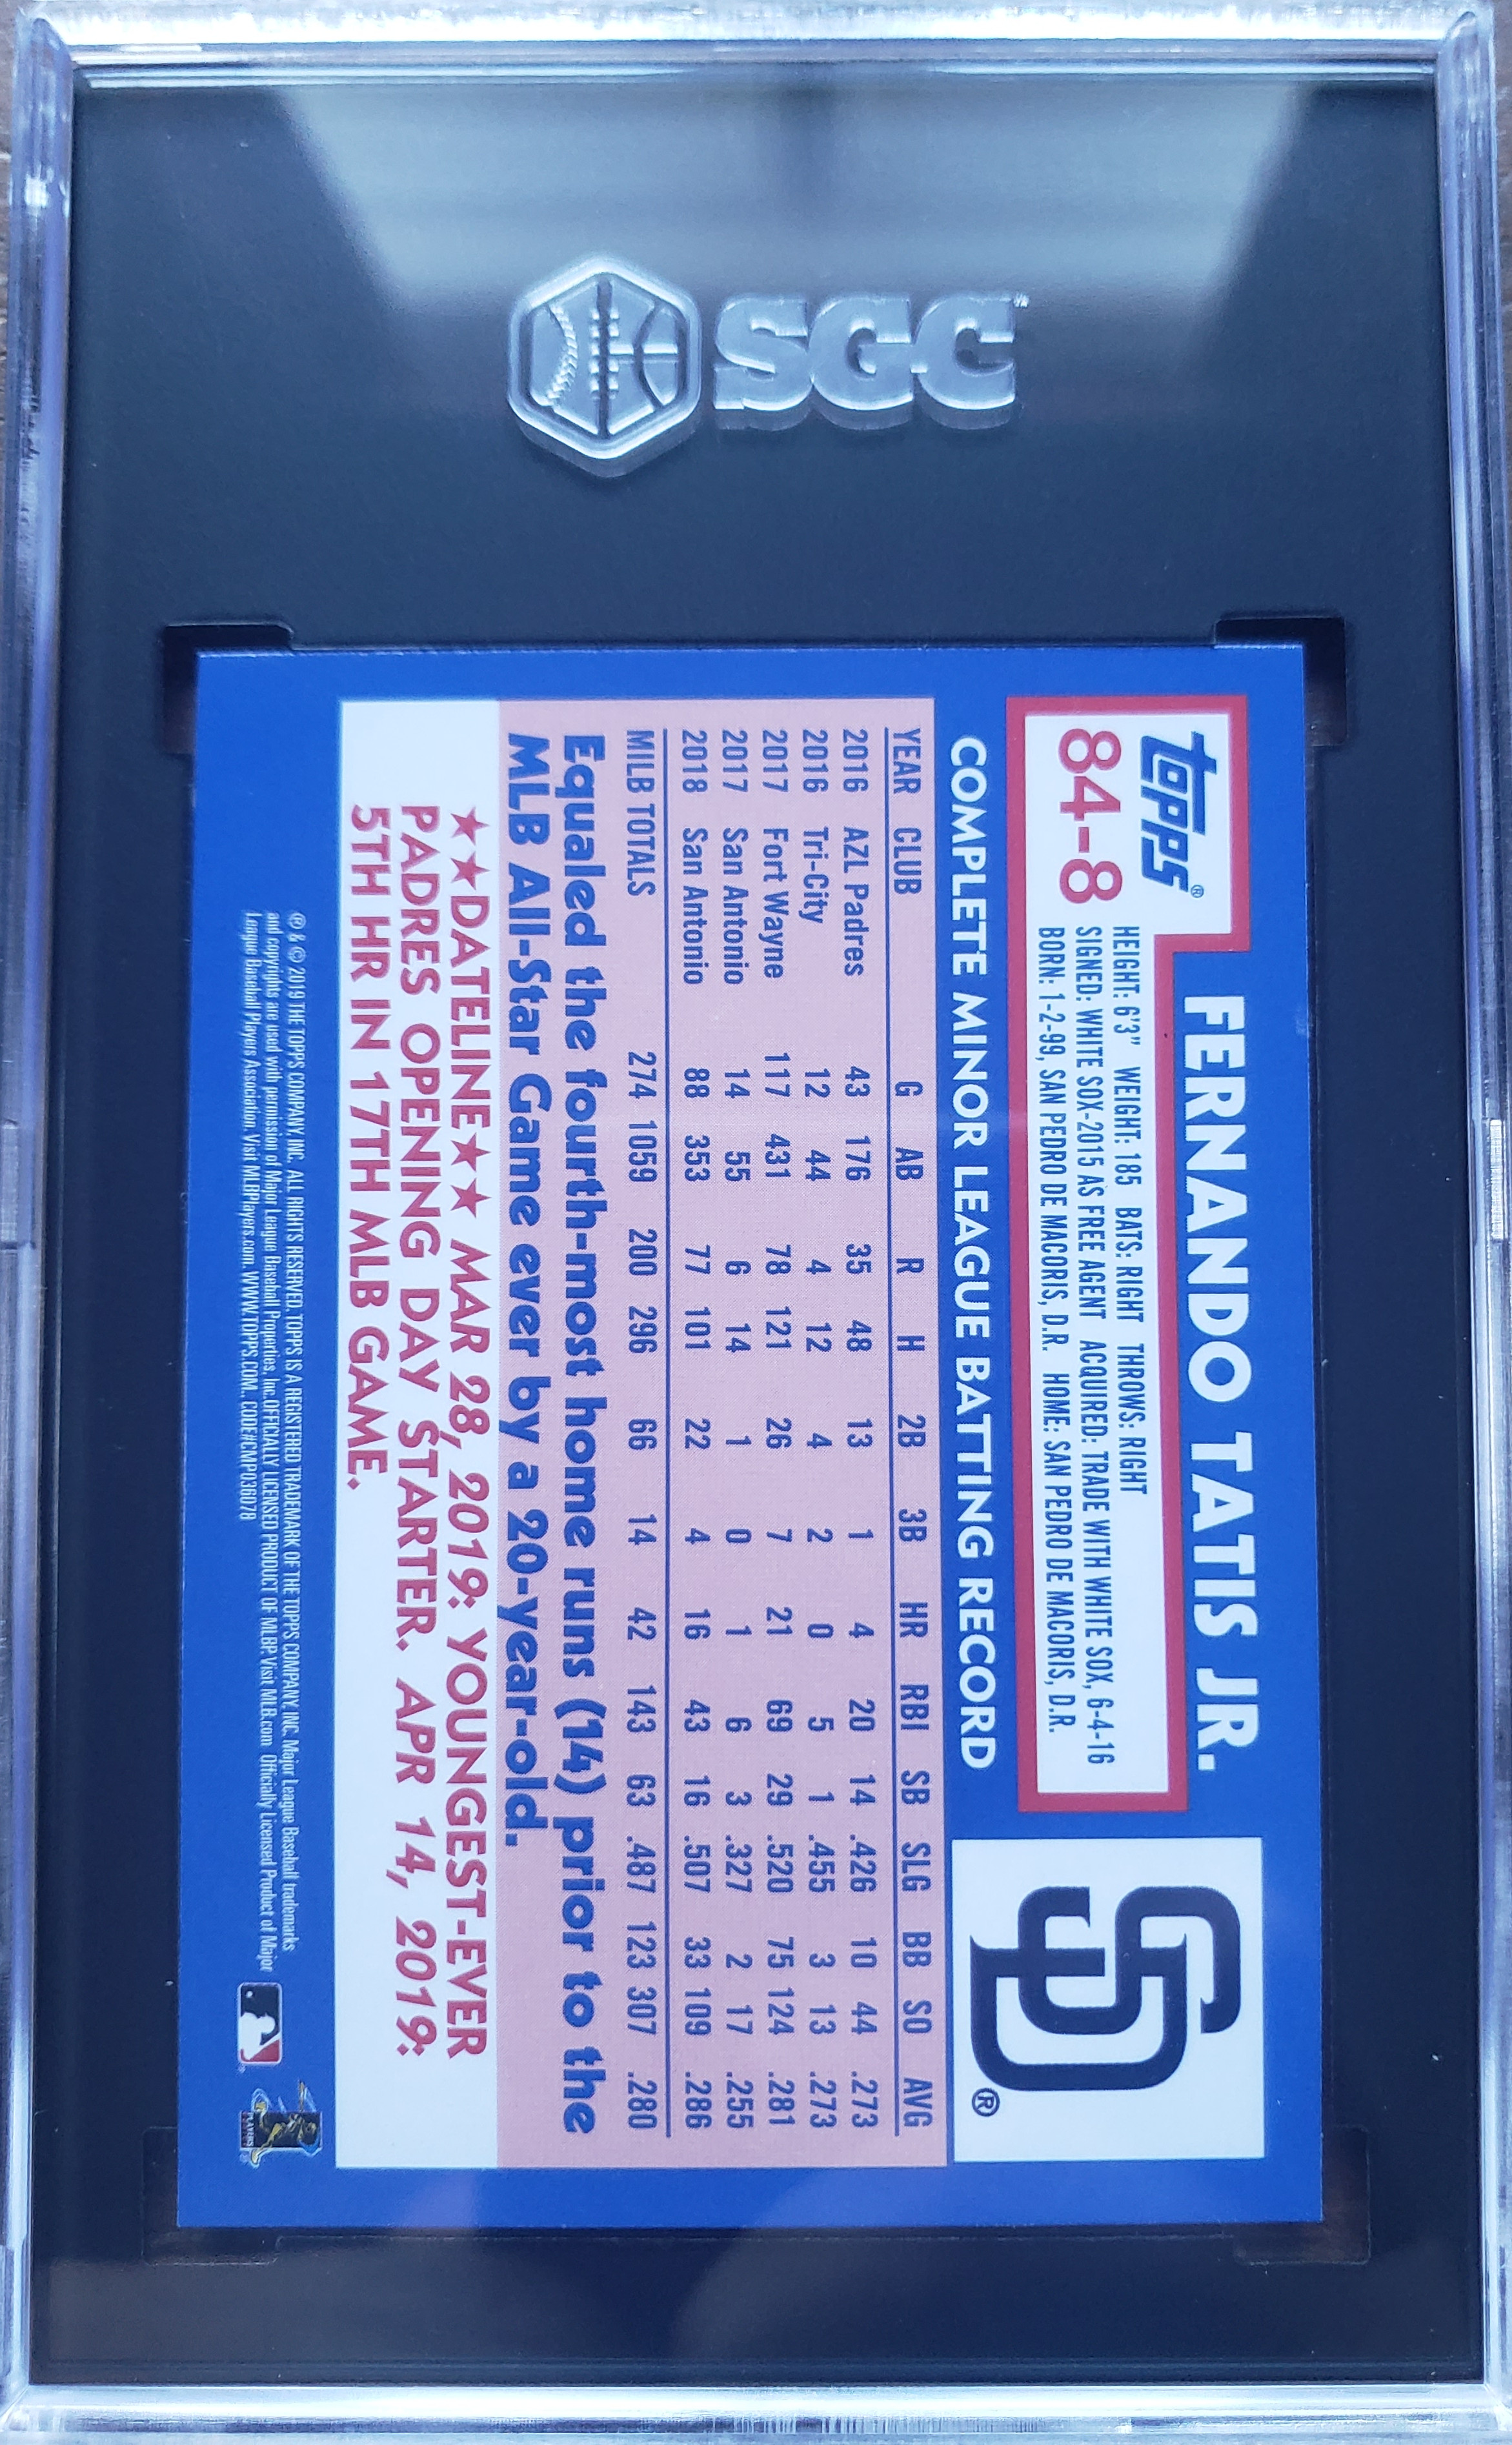 SGC
topps®
84-8
FERNANDO TATIS JR.
HEIGHT: 6'3" WEIGHT: 185 BATS: RIGHT THROWS: RIGHT
SIGNED: WHITE SOX-2015 AS FREE AGENT ACQUIRED: TRADE WITH WHITE SOX, 6-4-16
BORN: 1-2-99, SAN PEDRO DE MACORIS, D.R. HOME: SAN PEDRO DE MACORIS, D.R.
SD®
COMPLETE MINOR LEAGUE BATTING RECORD
YEAR CLUB G AB R H 2B 3B HR RBI SB SLG BB SO AVG
2016 AZL Padres 43 176 35 48 13 1 4 20 14 .426 10 44 .273
2016 Tri-City 12 44 4 12 4 2 0 5 1 .455 3 13 .273
2017 Fort Wayne 117 431 78 121 26 7 21 69 29 .520 75 124 .281
2017 San Antonio 14 55 6 14 1 0 1 6 3 .327 2 17 .255
2018 San Antonio 88 353 77 101 22 4 16 43 16 .507 33 109 .286
MILB TOTALS 274 1059 200 296 66 14 42 143 63 .487 123 307 .280
Equaled the fourth-most home runs (14) prior to the
MLB All-Star Game ever by a 20-year-old.
★★DATELINE★★ MAR 28, 2019: YOUNGEST-EVER
PADRES OPENING DAY STARTER. APR 14, 2019:
5TH HR IN 17TH MLB GAME.
℗ & © 2019 THE TOPPS COMPANY, INC. ALL RIGHTS RESERVED. TOPPS IS A REGISTERED TRADEMARK OF THE TOPPS COMPANY, INC. Major League Baseball trademarks
and copyrights are used with permission of Major League Baseball Properties, Inc. OFFICIALLY LICENSED PRODUCT OF MLBP. Visit MLB.com Officially Licensed Product of Major
League Baseball Players Association. Visit MLBPlayers.com. WWW.TOPPS.COM., CODE#CMP036078
PLAYERS